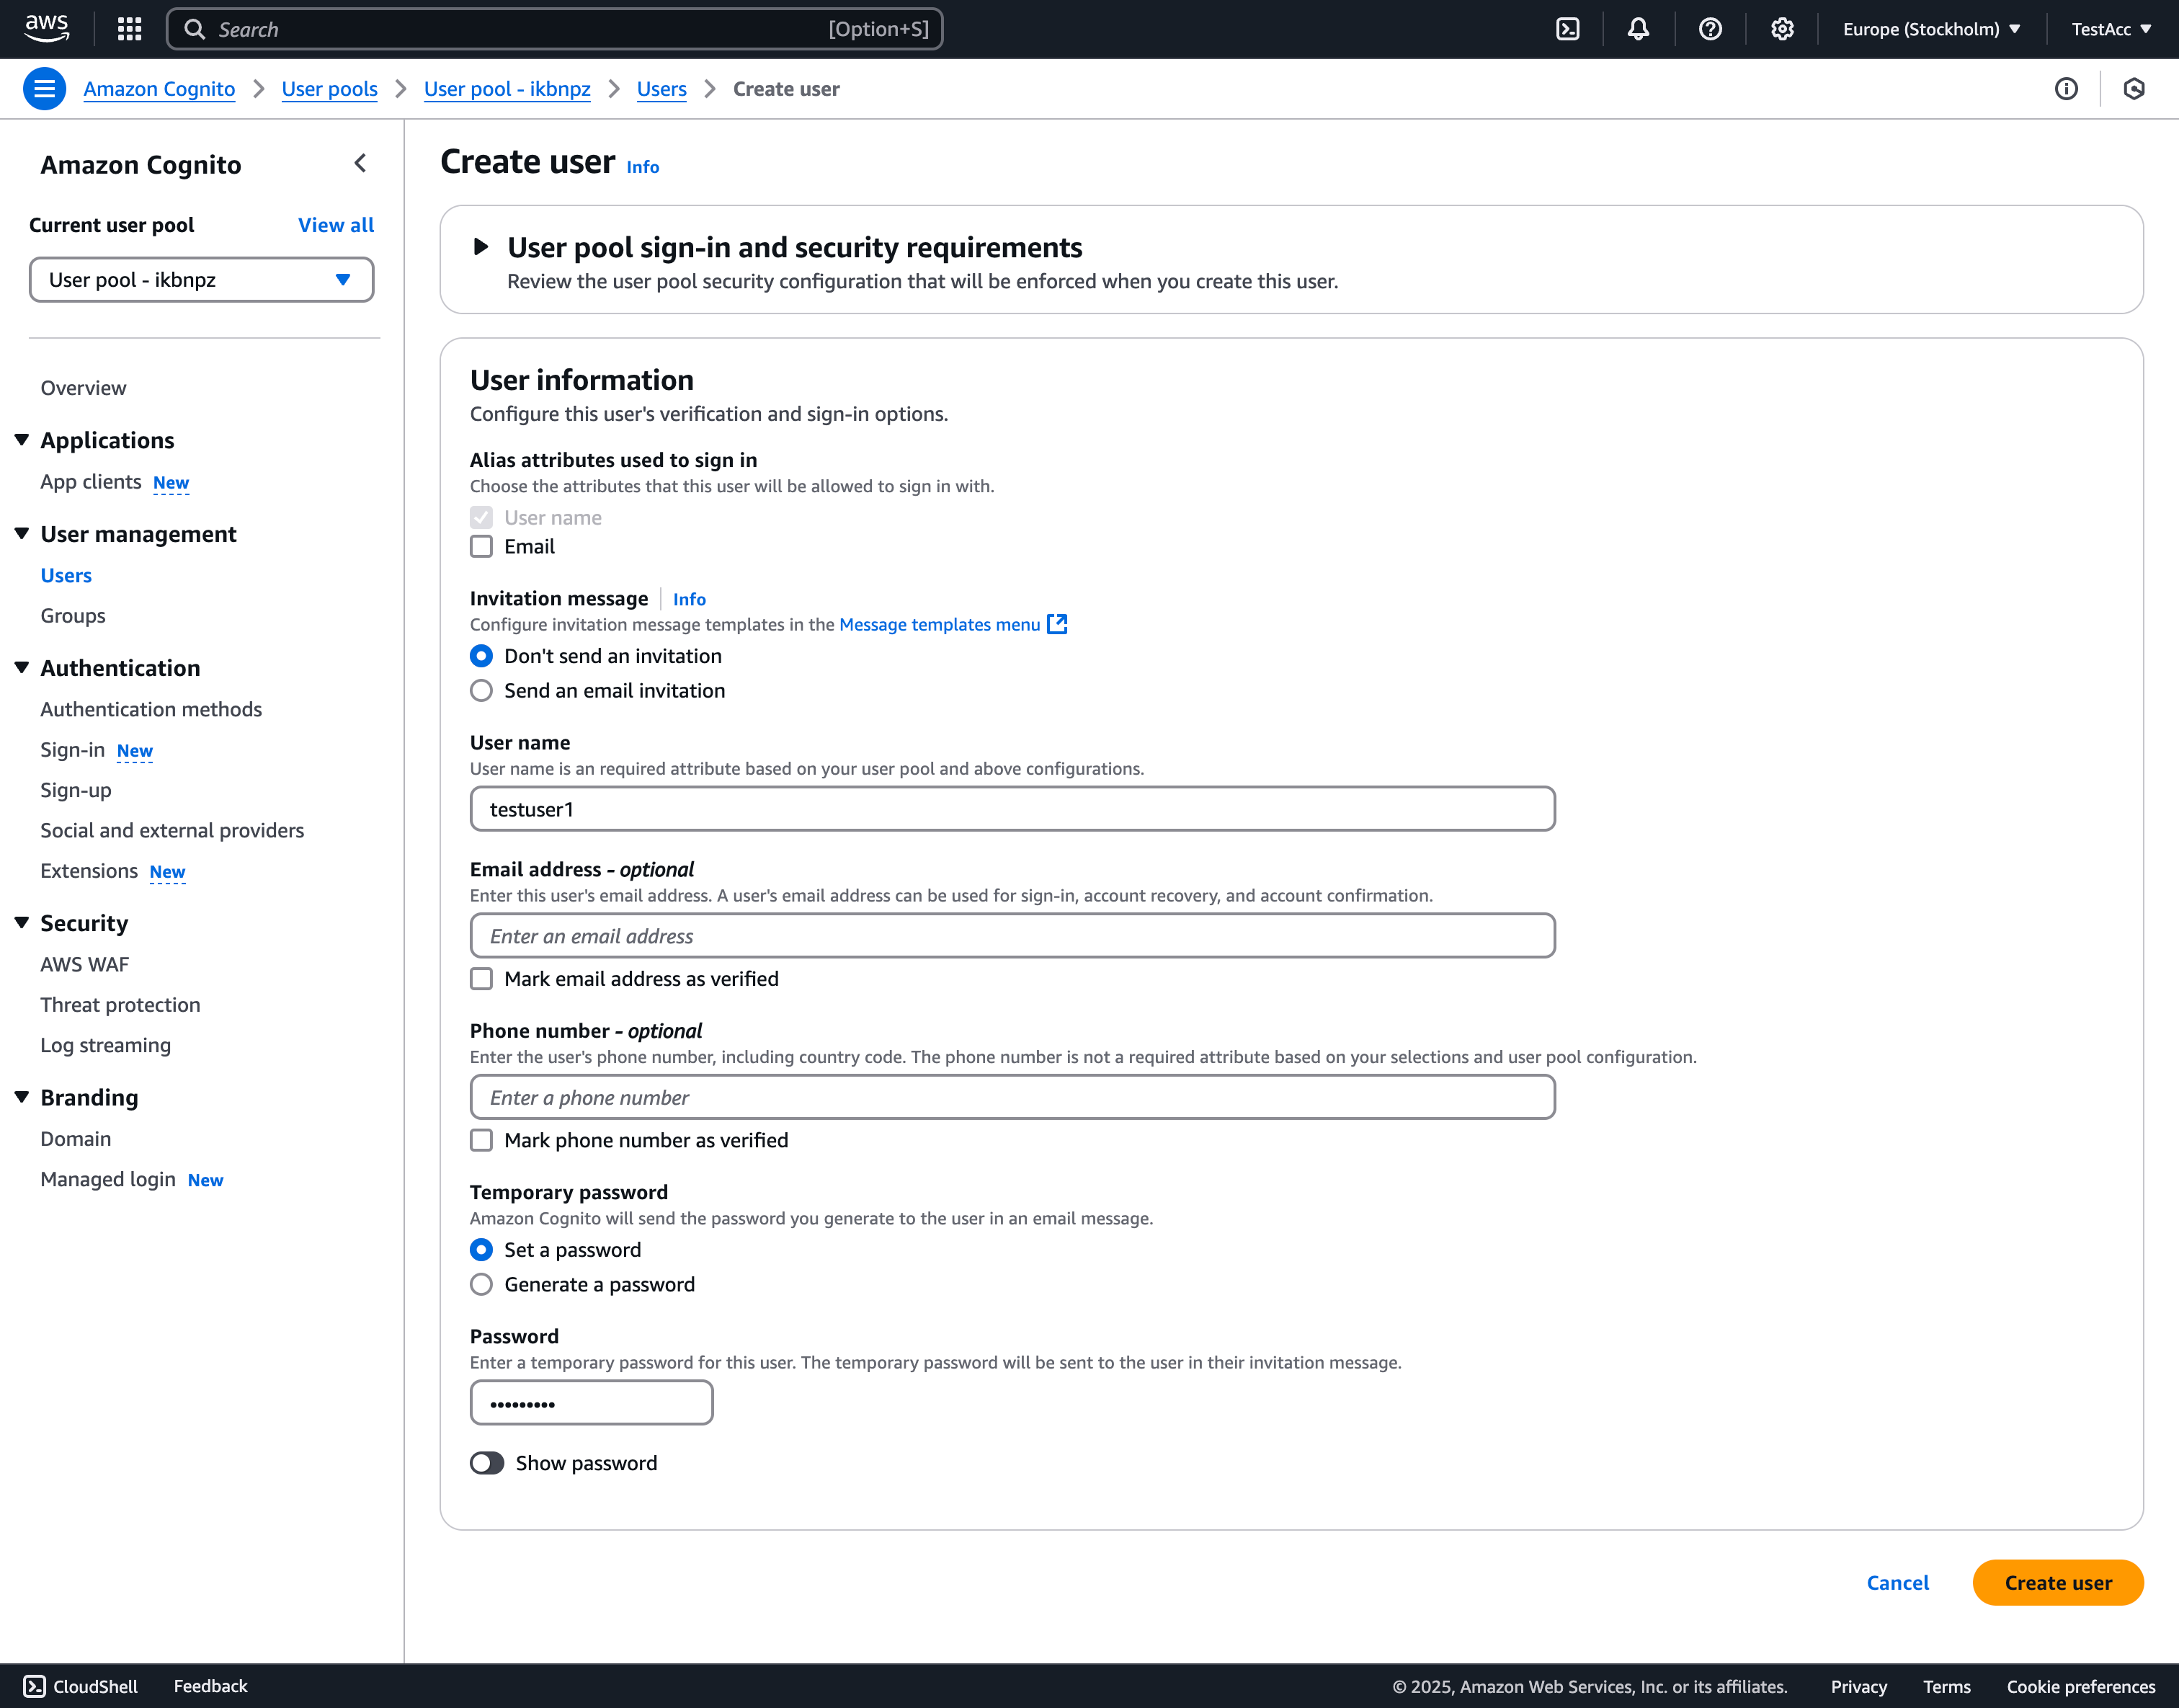 aws
Search [Option+S]
Europe (Stockholm)
TestAcc
Amazon Cognito > User pools > User pool - ikbnpz > Users > Create user
Amazon Cognito
Current user pool
View all
User pool - ikbnpz
Overview
Applications
App clients New
User management
Users
Groups
Authentication
Authentication methods
Sign-in New
Sign-up
Social and external providers
Extensions New
Security
AWS WAF
Threat protection
Log streaming
Branding
Domain
Managed login New
Create user Info
User pool sign-in and security requirements
Review the user pool security configuration that will be enforced when you create this user.
User information
Configure this user's verification and sign-in options.
Alias attributes used to sign in
Choose the attributes that this user will be allowed to sign in with.
User name
Email
Invitation message Info
Configure invitation message templates in the Message templates menu
Don't send an invitation
Send an email invitation
User name
User name is an required attribute based on your user pool and above configurations.
testuser1
Email address - optional
Enter this user's email address. A user's email address can be used for sign-in, account recovery, and account confirmation.
Enter an email address
Mark email address as verified
Phone number - optional
Enter the user's phone number, including country code. The phone number is not a required attribute based on your selections and user pool configuration.
Enter a phone number
Mark phone number as verified
Temporary password
Amazon Cognito will send the password you generate to the user in an email message.
Set a password
Generate a password
Password
Enter a temporary password for this user. The temporary password will be sent to the user in their invitation message.
•••••••••
Show password
Cancel
Create user
CloudShell
Feedback
© 2025, Amazon Web Services, Inc. or its affiliates.
Privacy
Terms
Cookie preferences